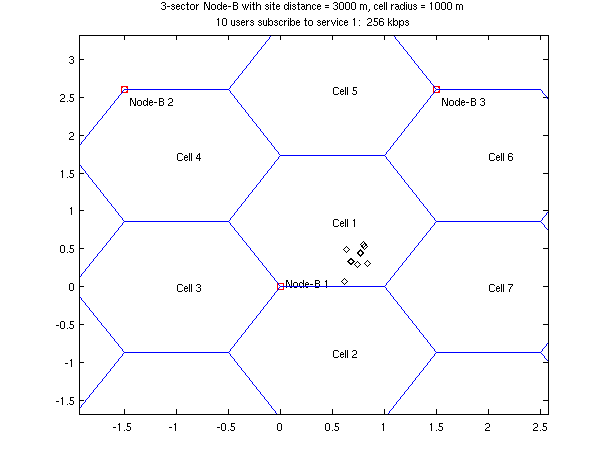 3-sector Node-B with site distance = 3000 m, cell radius = 1000 m
10 users subscribe to service 1: 256 kbps
3
Cell 5
2.5
Node-B 2
Node-B 3
2
Cell 4
Cell 6
1.5
1
Cell 1
0.5
0
Node-B 1
Cell 3
Cell 7
-0.5
Cell 2
-1
-1.5
-1.5 -1 -0.5 0 0.5 1 1.5 2 2.5